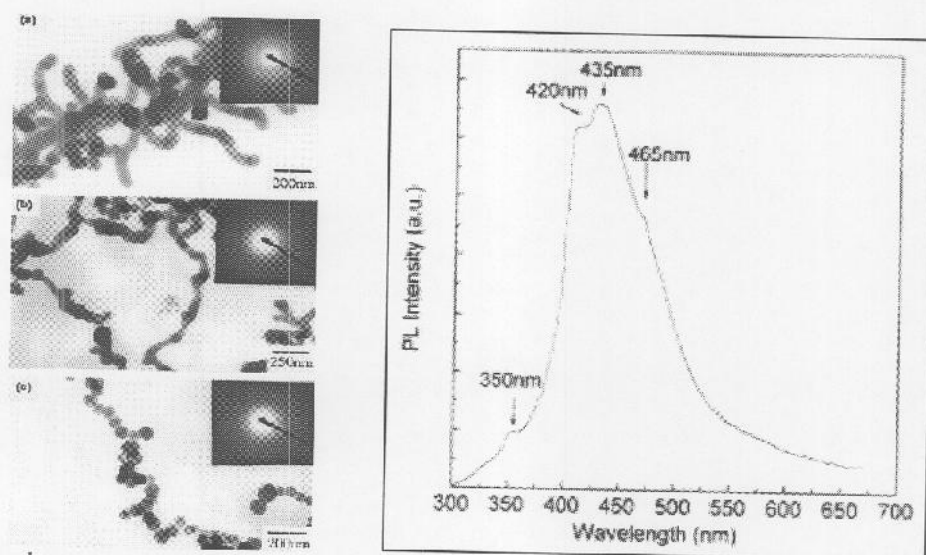 (a)
200nm
(b)
250nm
(c)
200nm
435nm
420nm
465nm
350nm
PL Intensity (a.u.)
300 350 400 450 500 550 600 650 700
Wavelength (nm)